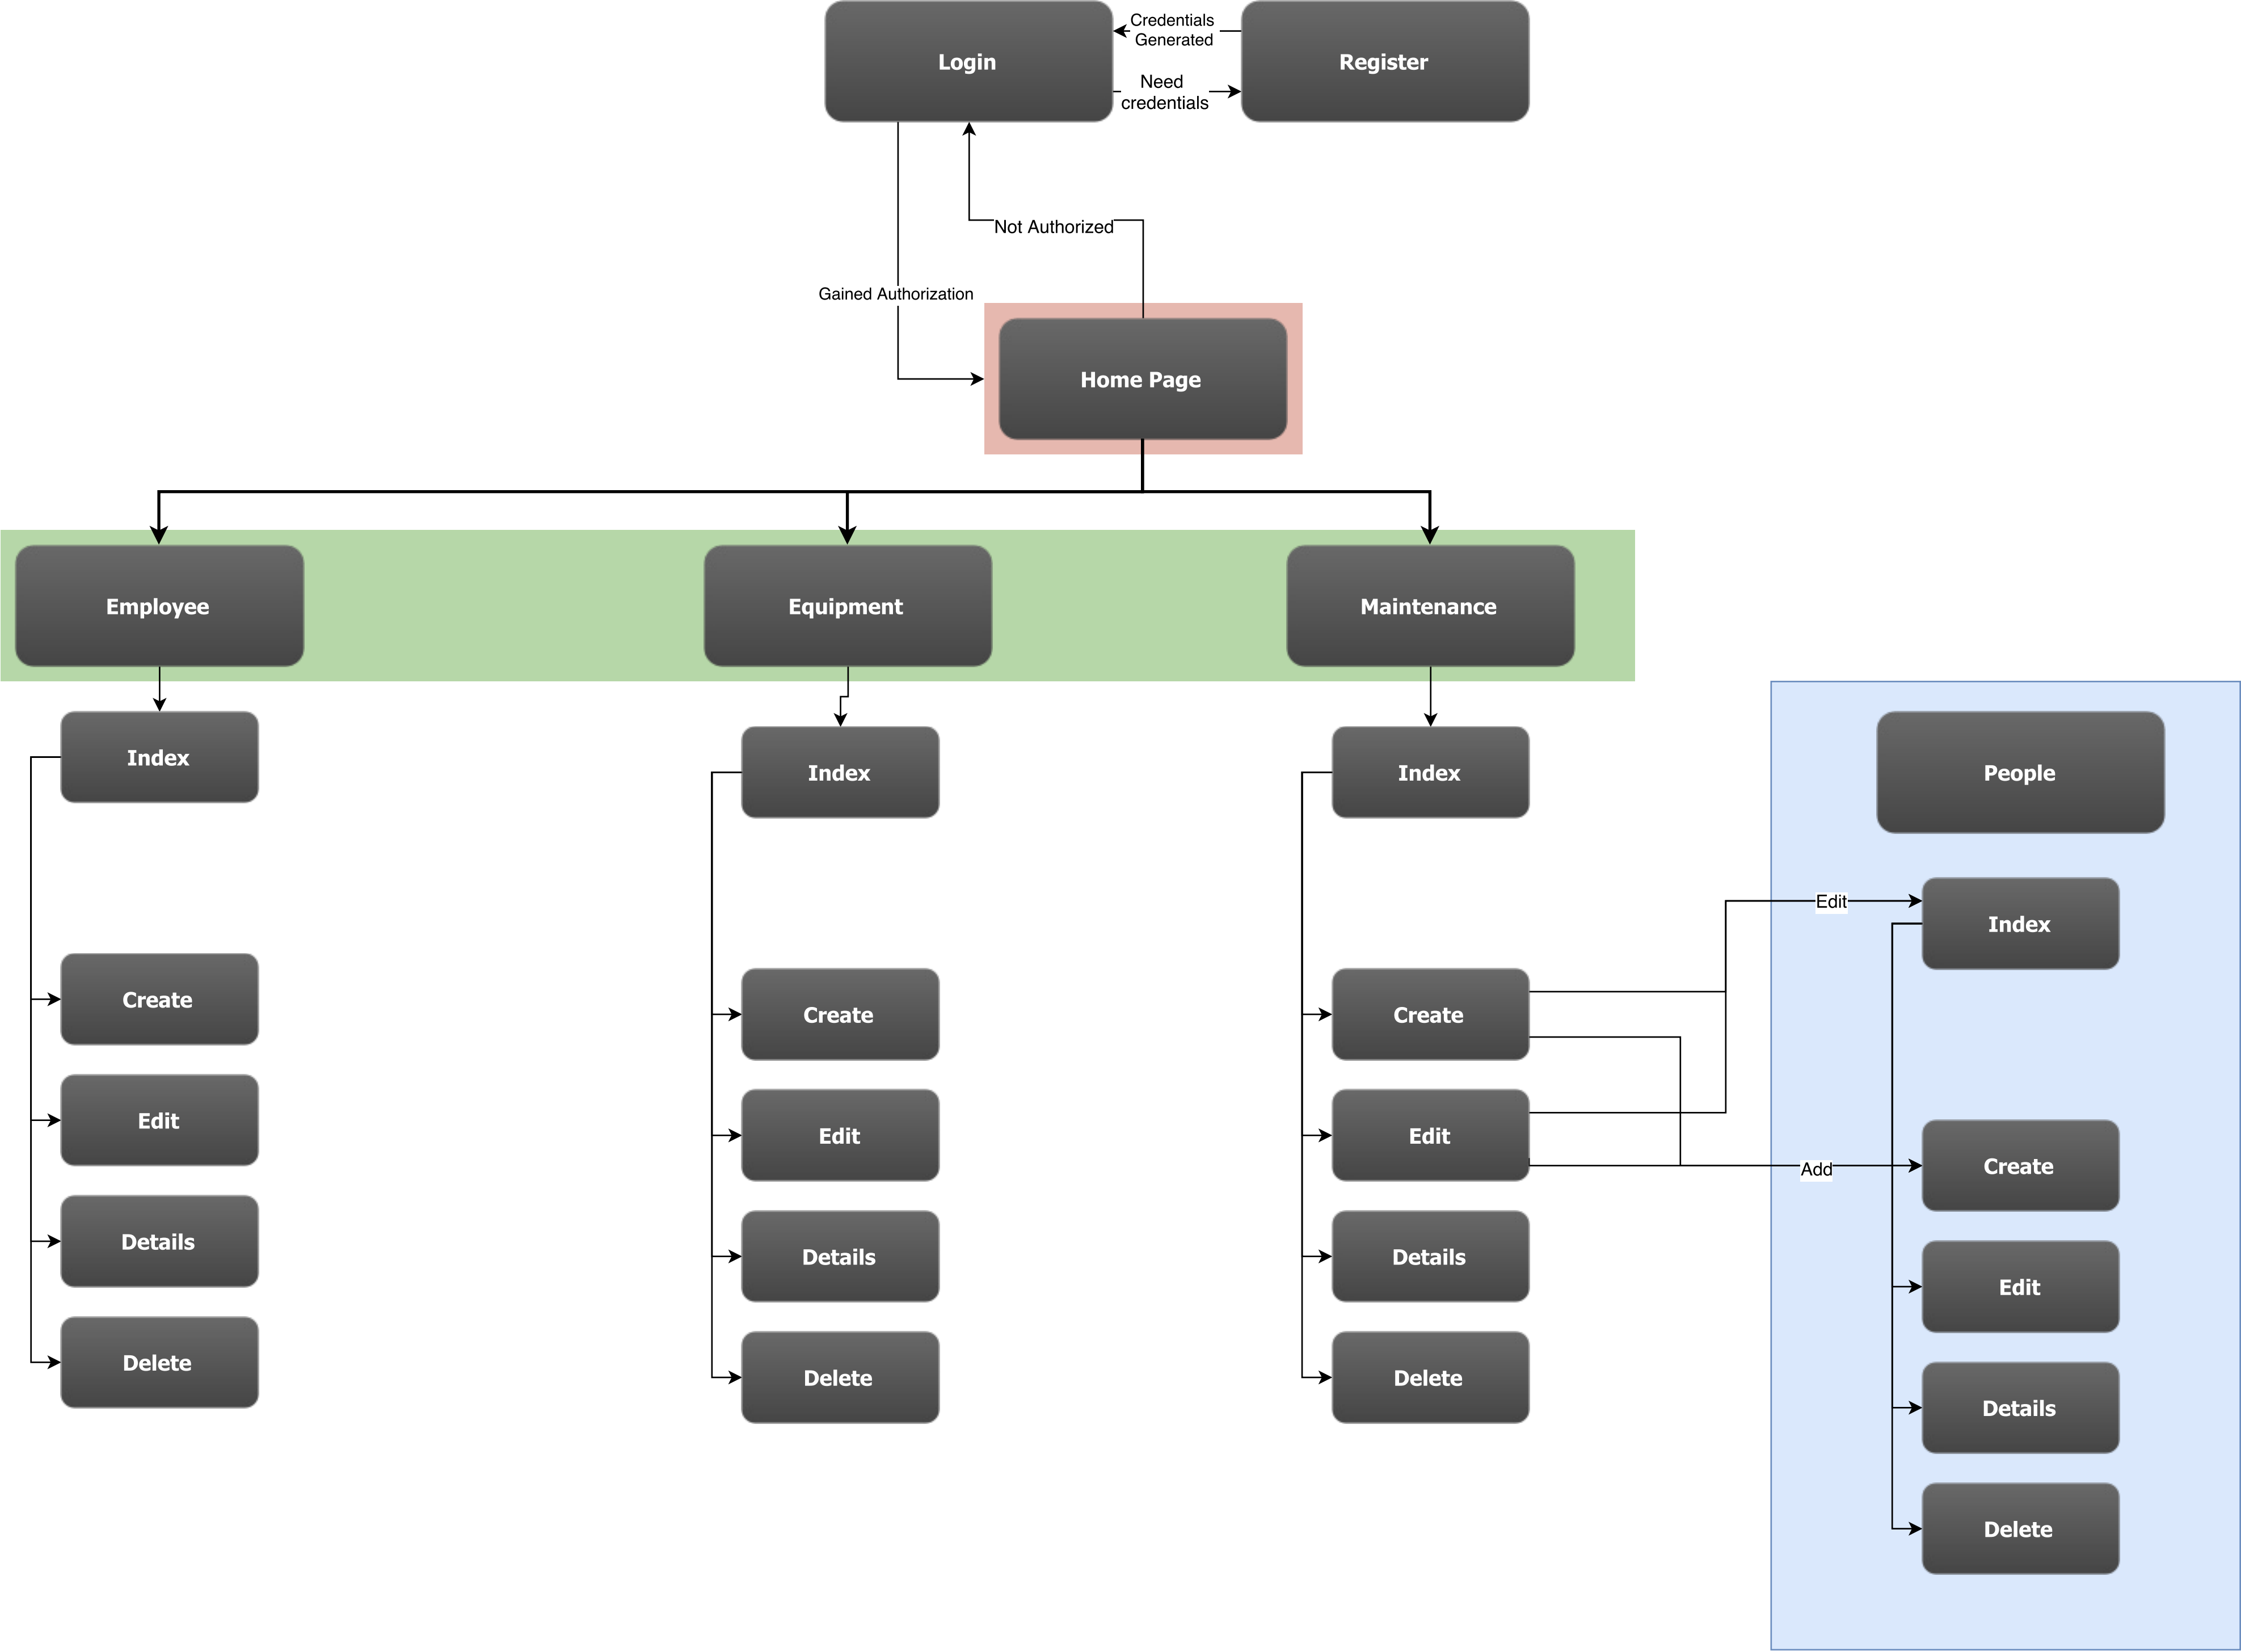 Login
Credentials
Generated
Register
Need
credentials
Not Authorized
Gained Authorization
Home Page
Employee
Equipment
Maintenance
Index
Create
Edit
Details
Delete
Index
Create
Edit
Details
Delete
Index
Create
Edit
Details
Delete
Edit
Add
People
Index
Create
Edit
Details
Delete